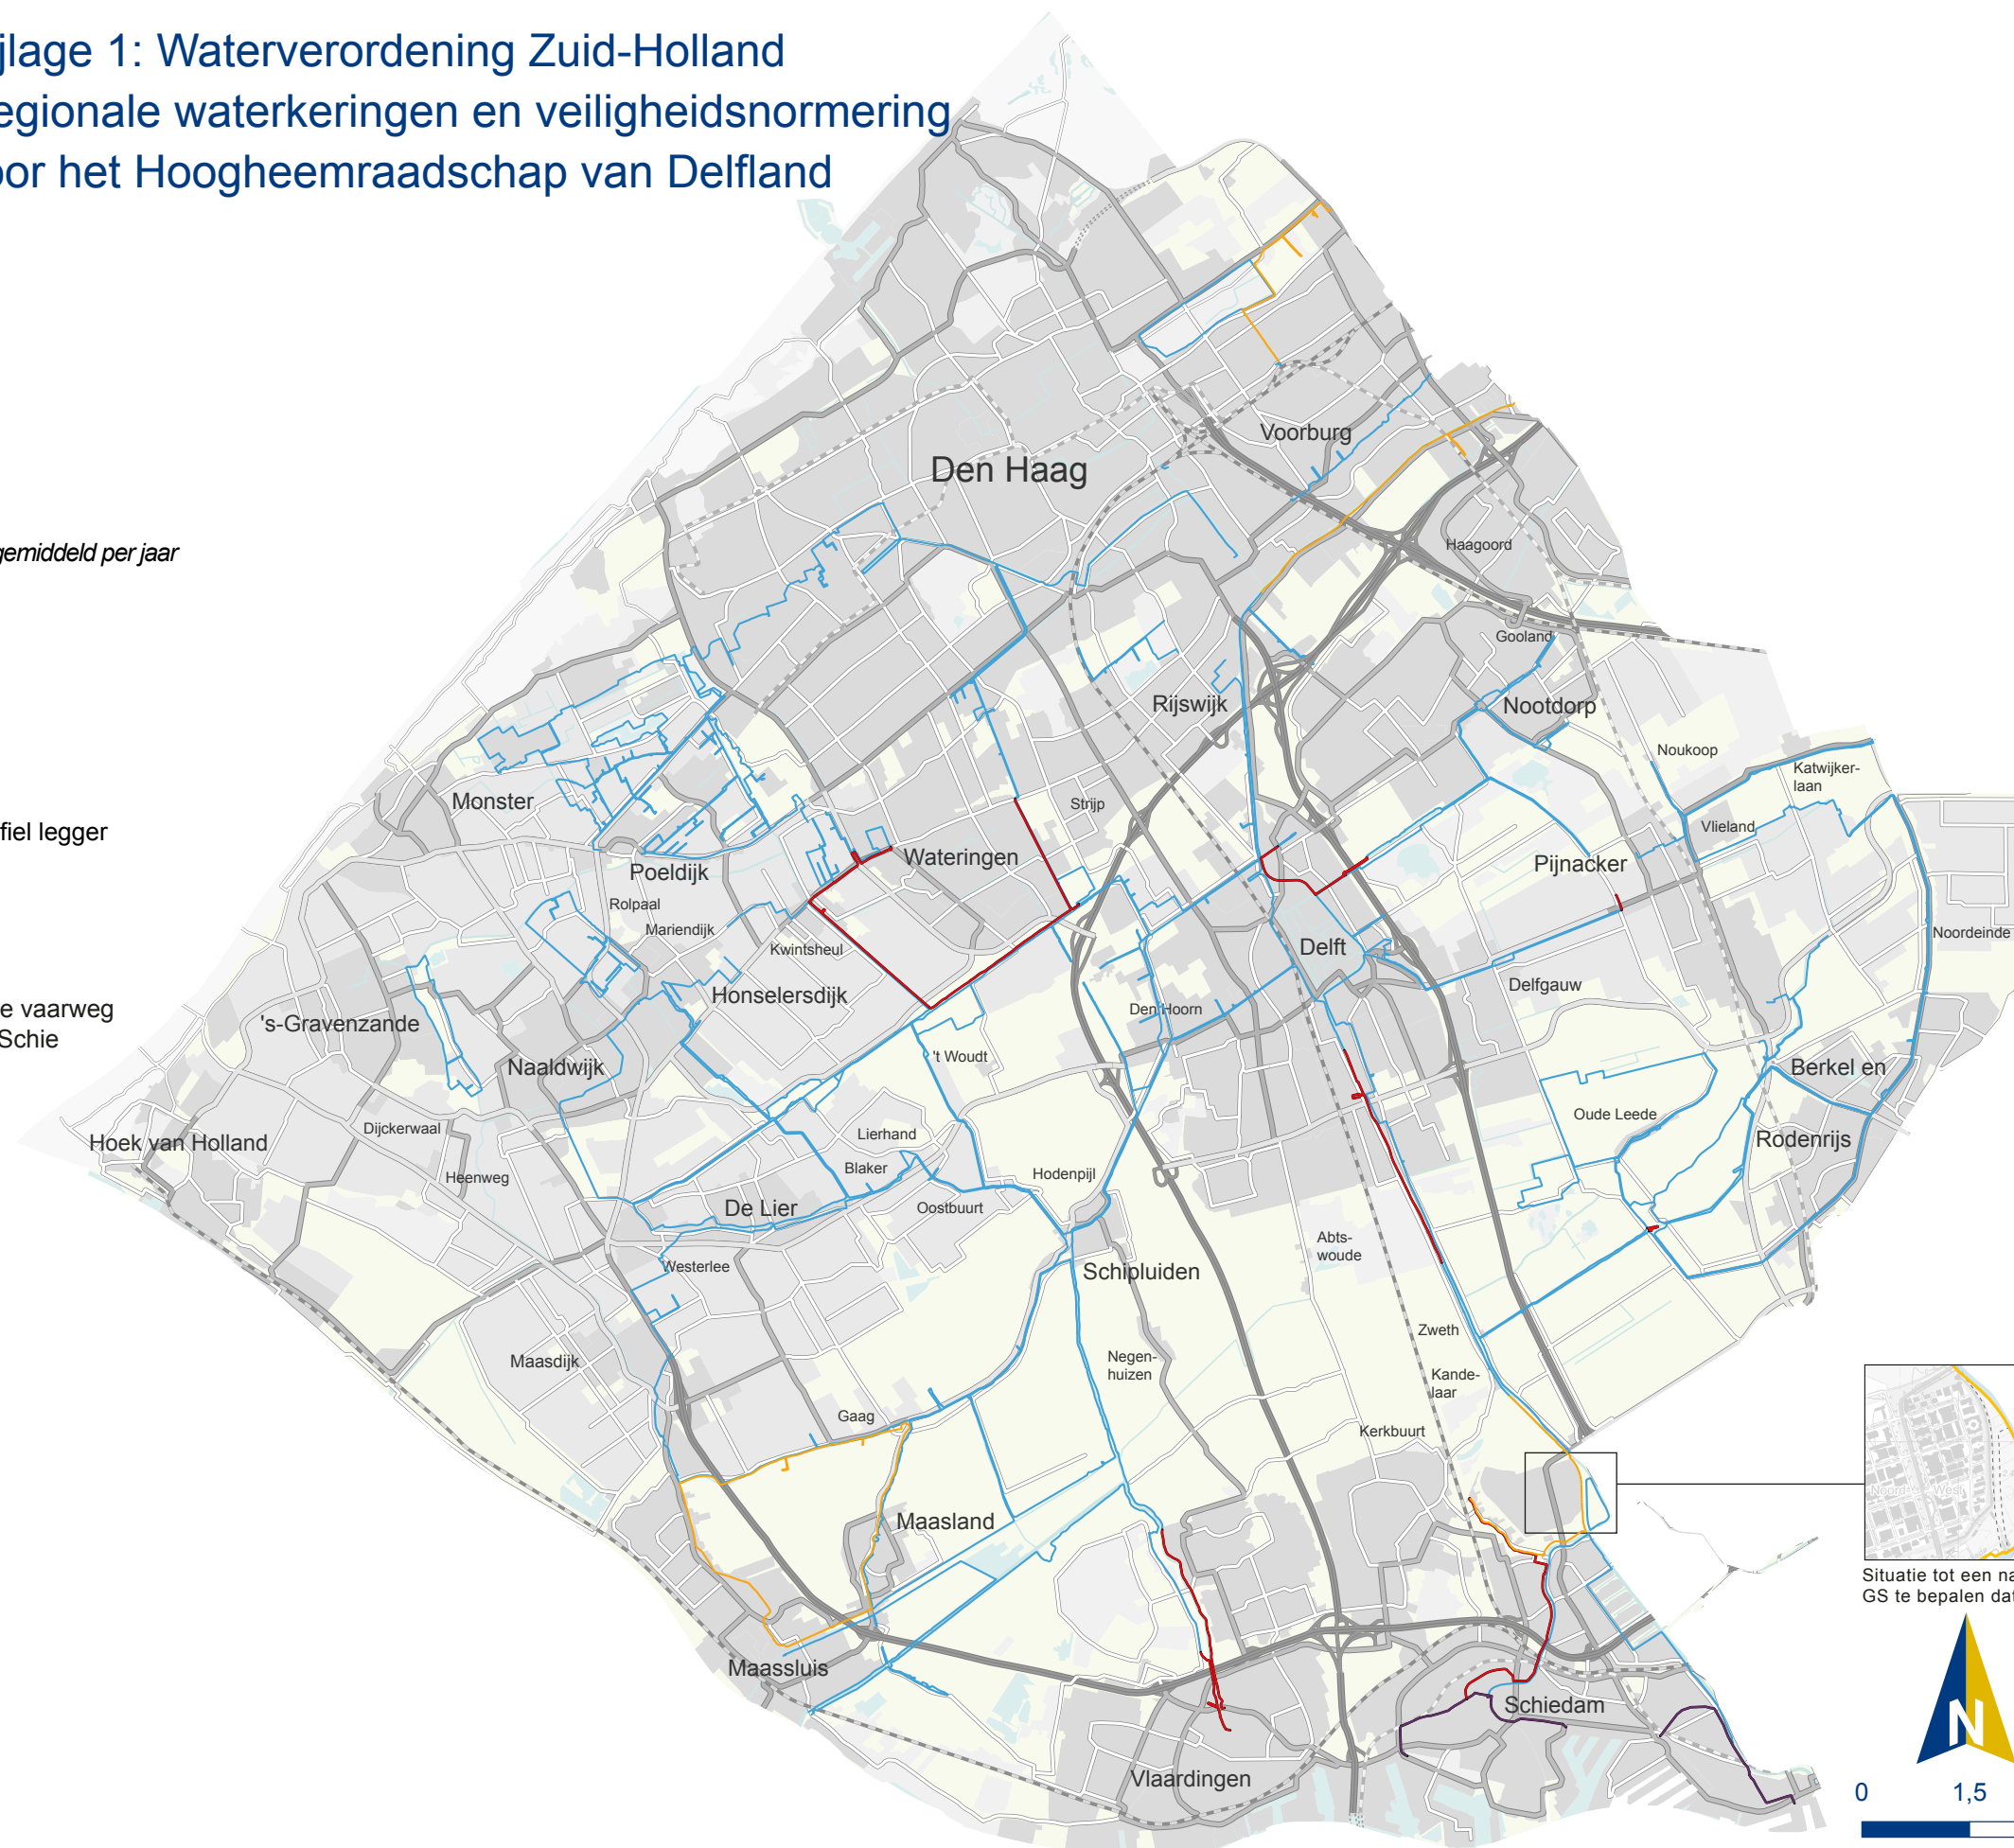 jlage 1: Waterverordening Zuid-Holland
egionale waterkeringen en veiligheidsnormering
oor het Hoogheemraadschap van Delfland
gemiddeld per jaar
fiel legger
e vaarweg
Schie
Voorburg
Den Haag
Haagoord
Gooland
Rijswijk
Nootdorp
Noukoop
Katwijker-
laan
Monster
Strijp
Vlieland
Wateringen
Poeldijk
Pijnacker
Rolpaal
Mariendijk
Kwintsheul
Delft
Noordeinde
Honselersdijk
Delfgauw
Den Hoorn
's-Gravenzande
't Woudt
Naaldwijk
Berkel en
Rodenrijs
Oude Leede
Dijckerwaal
Lierhand
Hoek van Holland
Heenweg
Blaker
Hodenpijl
De Lier
Oostbuurt
Abts-
woude
Westerlee
Schipluiden
Zweth
Maasdijk
Negen-
huizen
Kande-
laar
Gaag
Kerkbuurt
Noord-
West
Maasland
Situatie tot een na
GS te bepalen dat
Maassluis
Schiedam
N
Vlaardingen
0 1,5